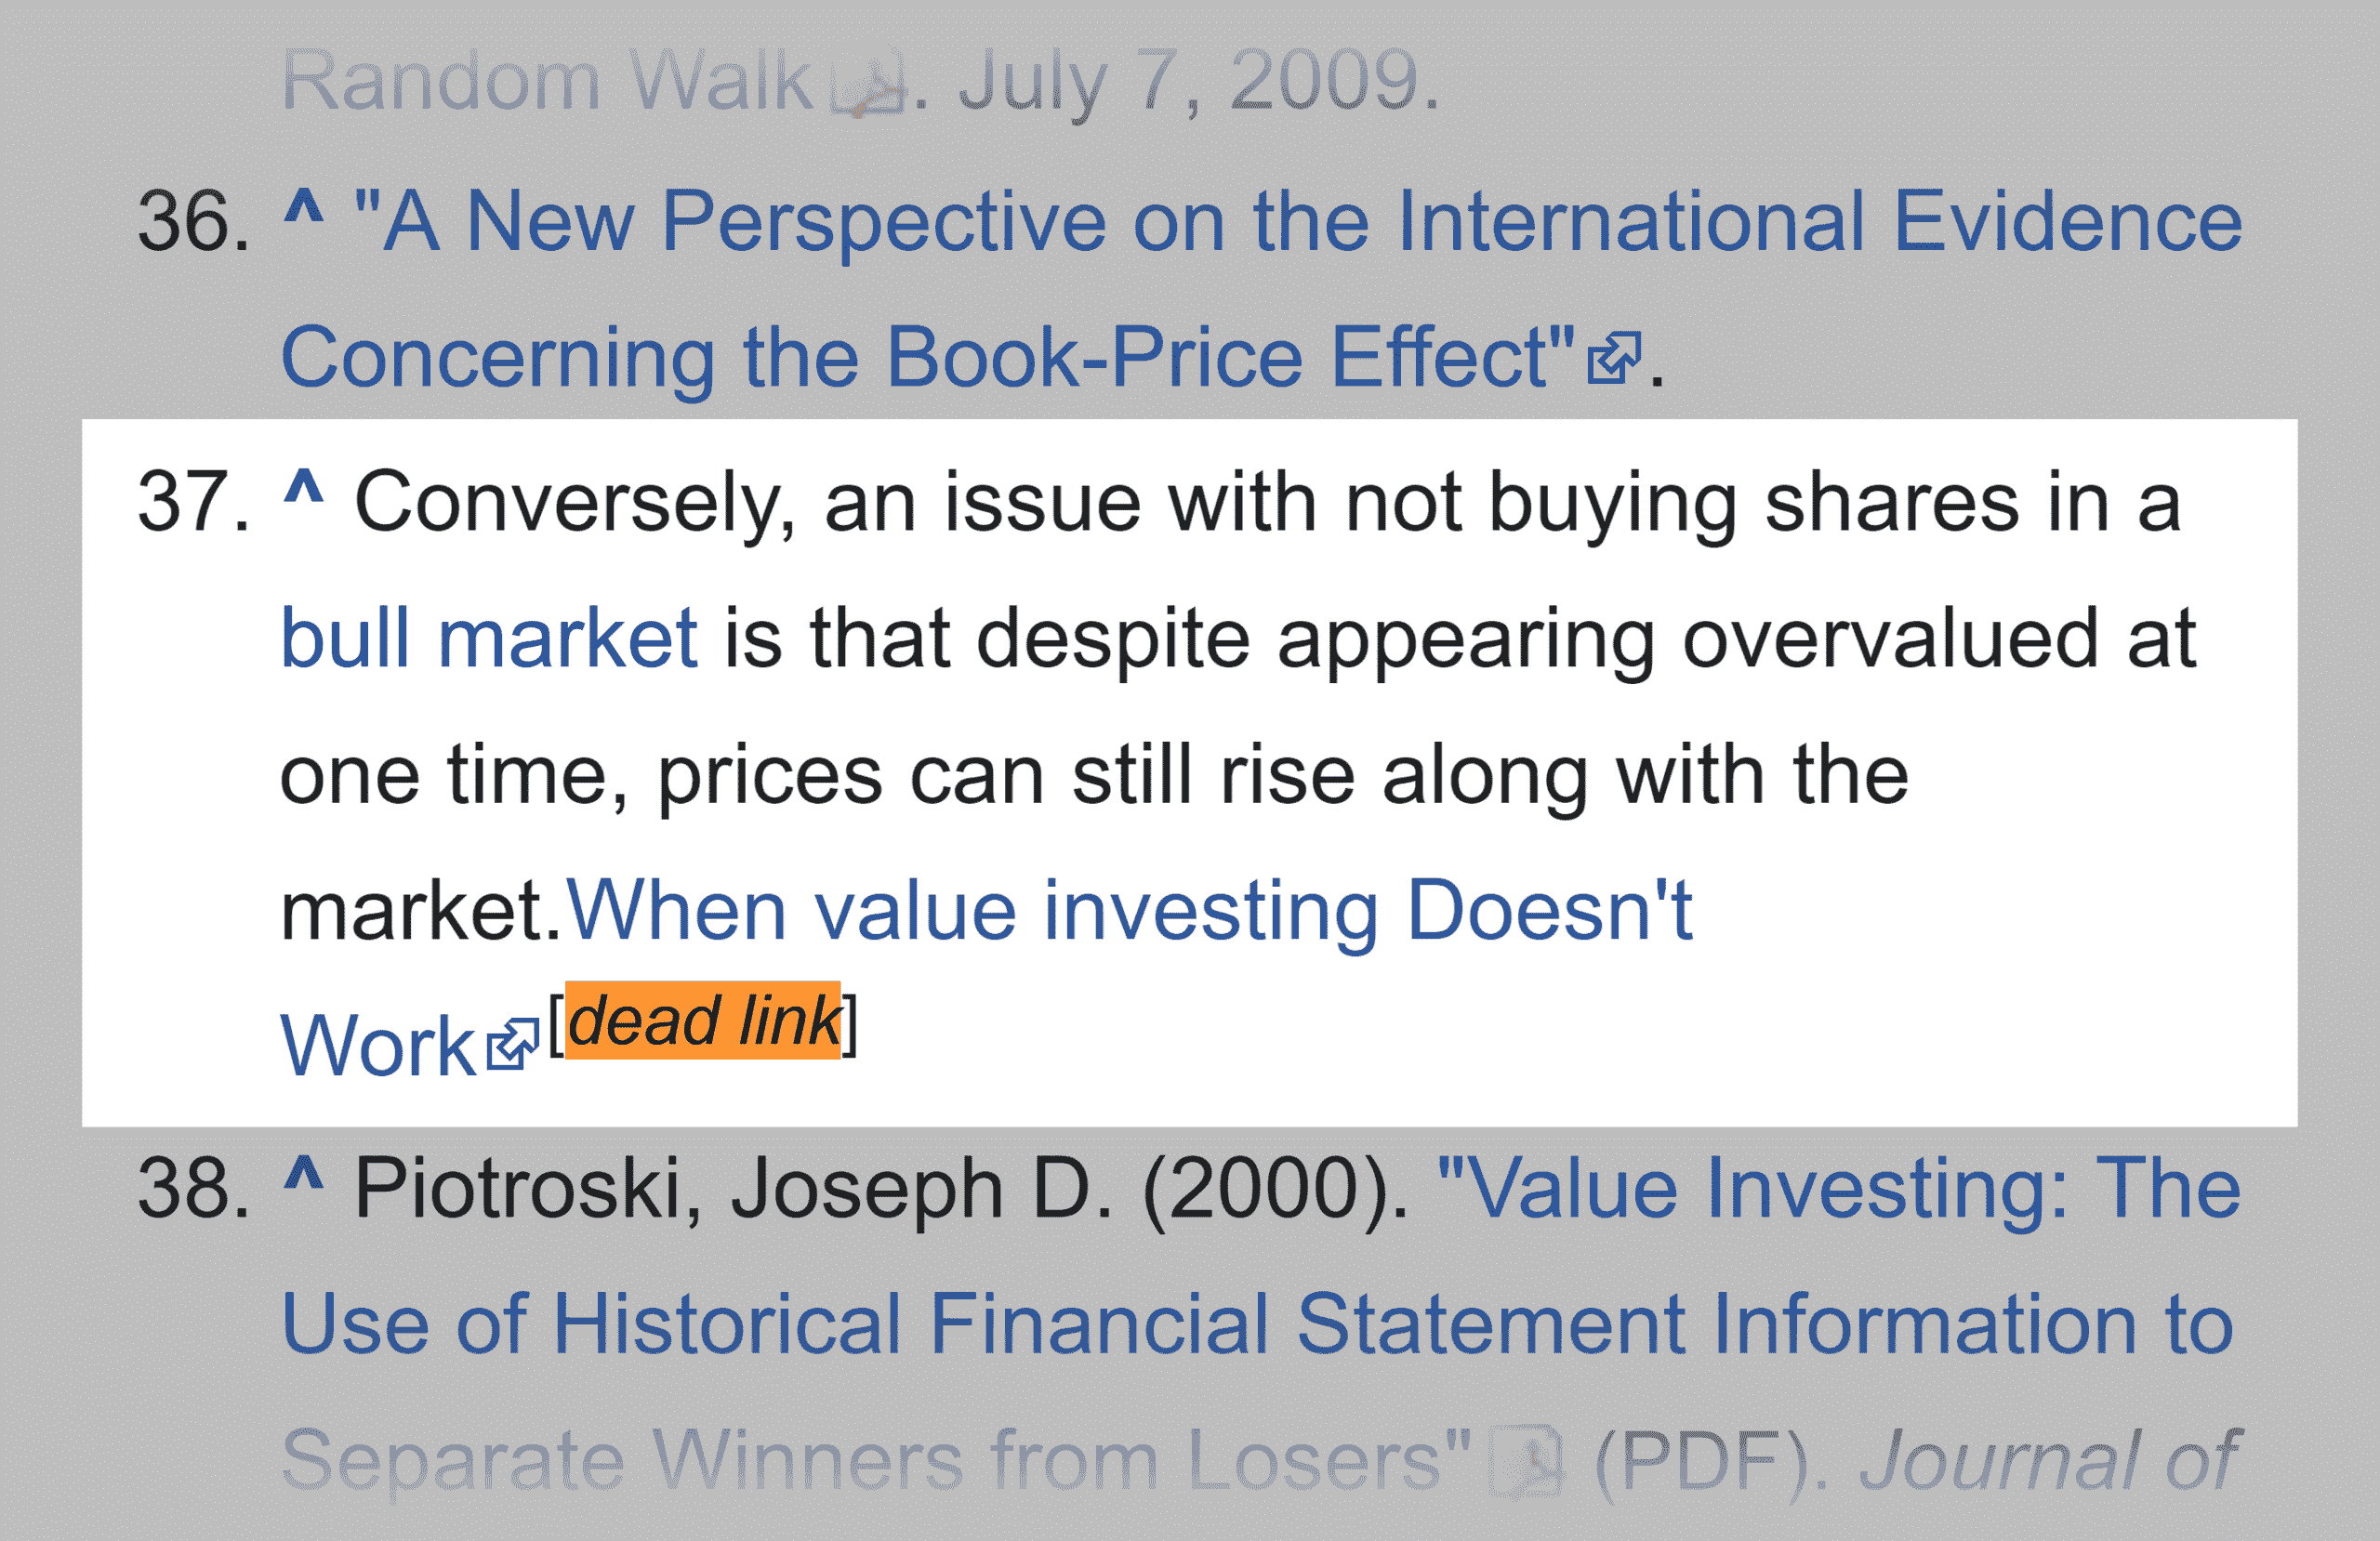 Random Walk. July 7, 2009.
36. ^ "A New Perspective on the International Evidence
Concerning the Book-Price Effect".
37. ^ Conversely, an issue with not buying shares in a
bull market is that despite appearing overvalued at
one time, prices can still rise along with the
market.When value investing Doesn't
Work[dead link]
38. ^ Piotroski, Joseph D. (2000). "Value Investing: The
Use of Historical Financial Statement Information to
Separate Winners from Losers" (PDF). Journal of